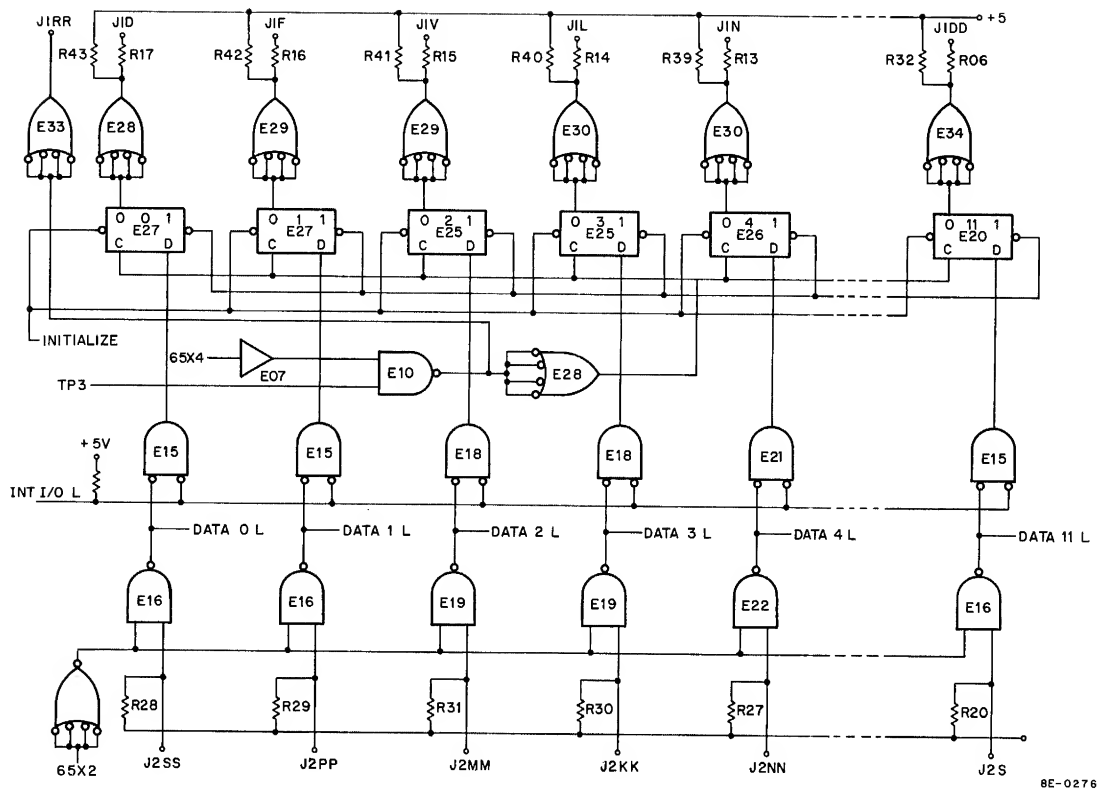 J1RR J1D J1F J1V J1L J1N J1DD +5
R43 R17 R42 R16 R41 R15 R40 R14 R39 R13 R32 R06
E33 E28 E29 E29 E30 E30 E34
0 0 1 0 1 1 0 2 1 0 3 1 0 4 1 0 11 1
E27 E27 E25 E25 E26 E20
C D C D C D C D C D C D
INITIALIZE
65X4 E07 E10 E28
TP3
+5V
E15 E15 E18 E18 E21 E15
INT I/O L
DATA 0 L DATA 1 L DATA 2 L DATA 3 L DATA 4 L DATA 11 L
E16 E16 E19 E19 E22 E16
R28 R29 R31 R30 R27 R20
65X2 J2SS J2PP J2MM J2KK J2NN J2S
8E-0276